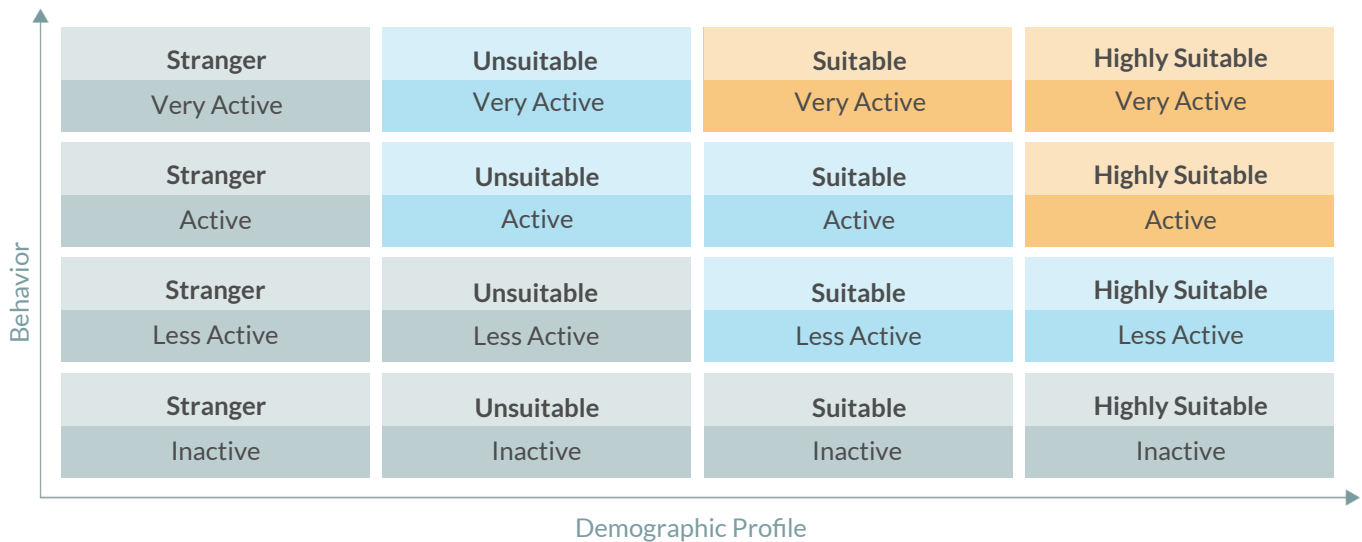 Stranger
Very Active
Unsuitable
Very Active
Suitable
Very Active
Highly Suitable
Very Active
Stranger
Active
Unsuitable
Active
Suitable
Active
Highly Suitable
Active
Stranger
Less Active
Unsuitable
Less Active
Suitable
Less Active
Highly Suitable
Less Active
Stranger
Inactive
Unsuitable
Inactive
Suitable
Inactive
Highly Suitable
Inactive
Behavior
Demographic Profile